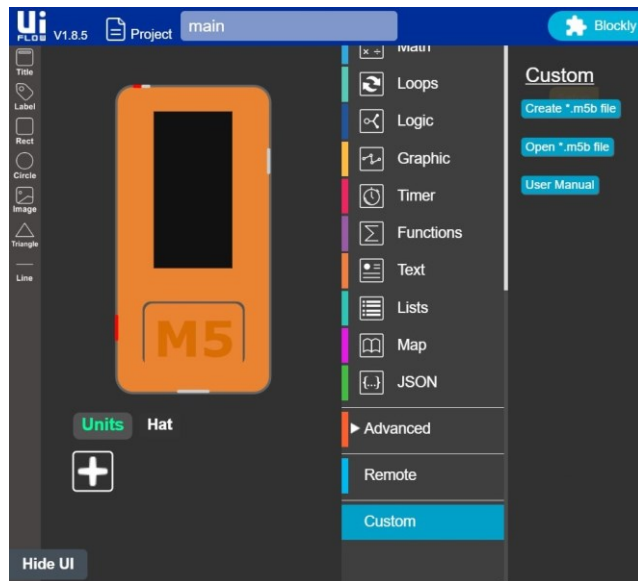 Ui
FLOW
V1.8.5
Project
main
Blockly
Title
Label
Rect
Circle
Image
Triangle
Line
M5
Units
Hat
Hide UI
Math
Loops
Logic
Graphic
Timer
Functions
Text
Lists
Map
{...} JSON
Advanced
Remote
Custom
Custom
Create *.m5b file
Open *.m5b file
User Manual